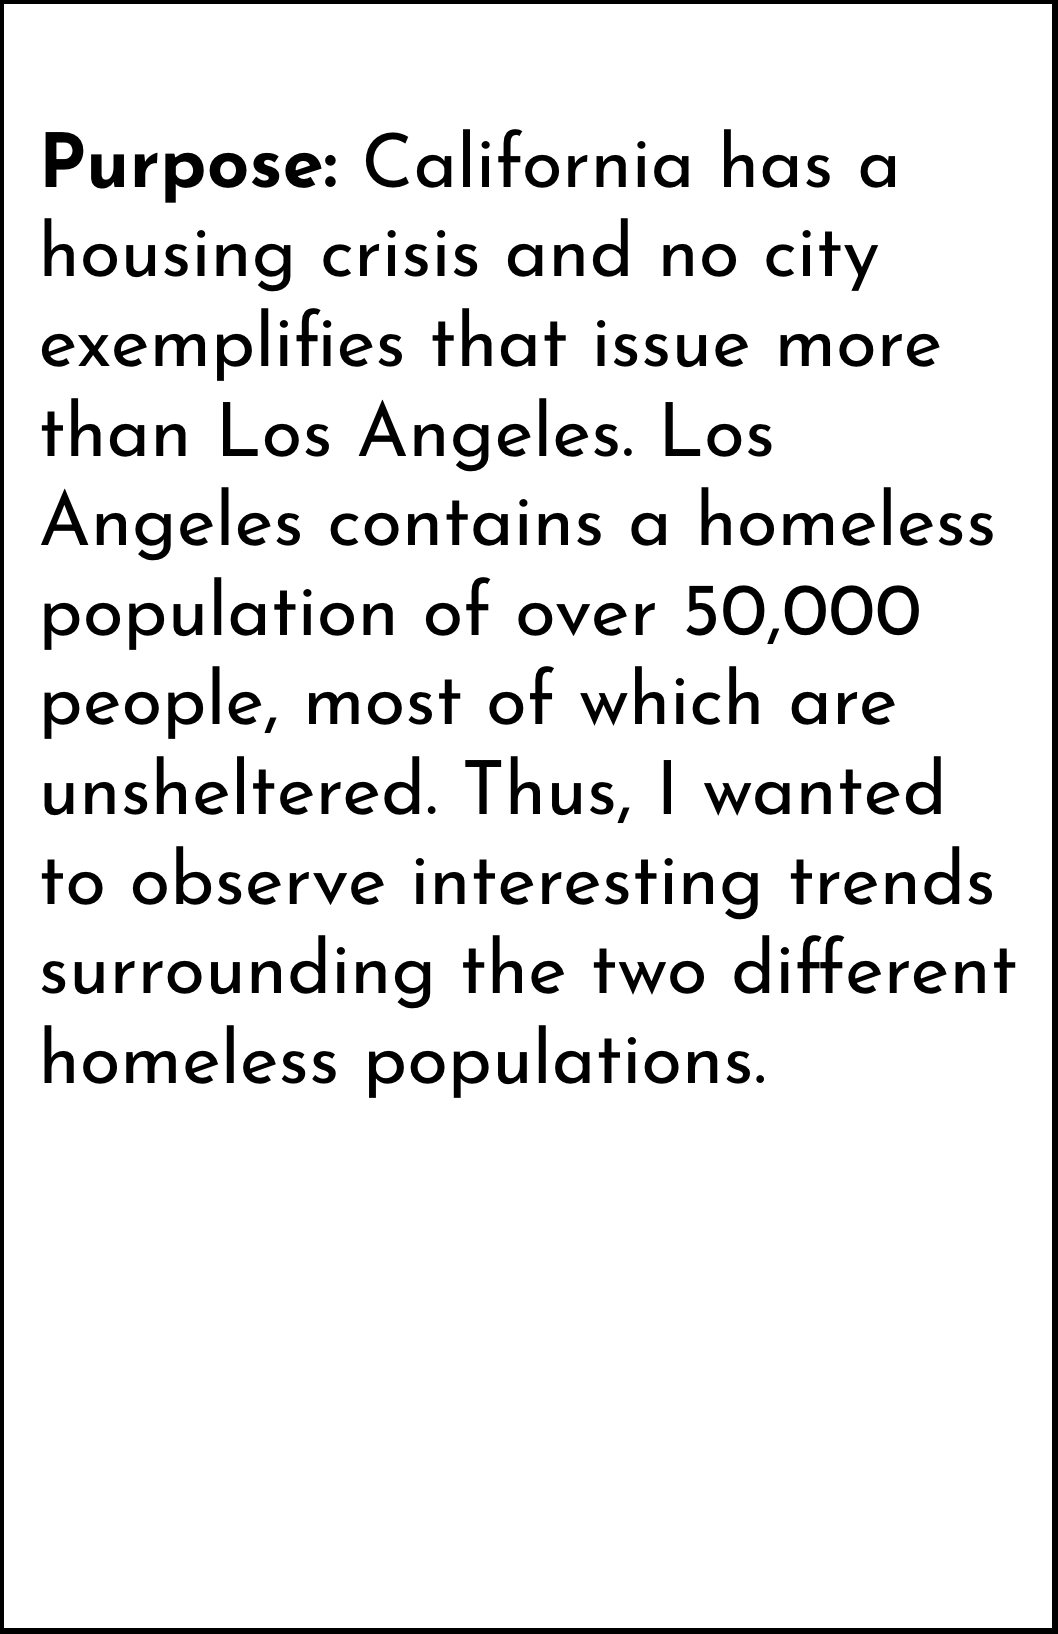 Purpose: California has a
housing crisis and no city
exemplifies that issue more
than Los Angeles. Los
Angeles contains a homeless
population of over 50,000
people, most of which are
unsheltered. Thus, I wanted
to observe interesting trends
surrounding the two different
homeless populations.